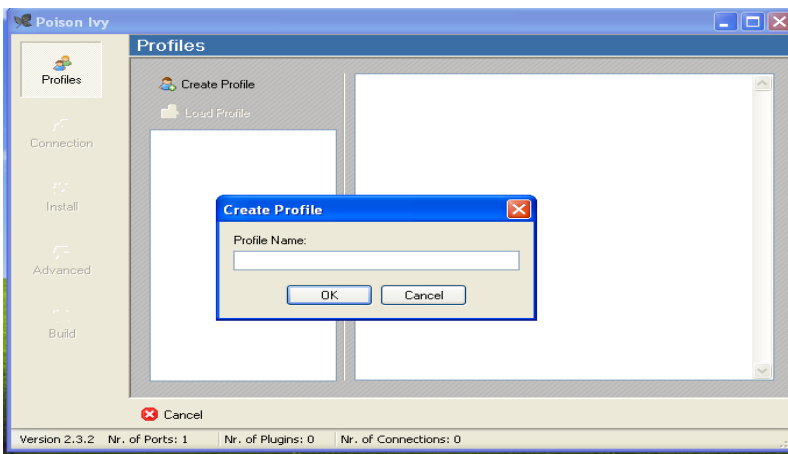 Poison Ivy
Profiles
Profiles
Create Profile
Load Profile
Connection
Install
Create Profile
Profile Name:
Advanced
OK Cancel
Build
Cancel
Version 2.3.2 Nr. of Ports: 1 Nr. of Plugins: 0 Nr. of Connections: 0